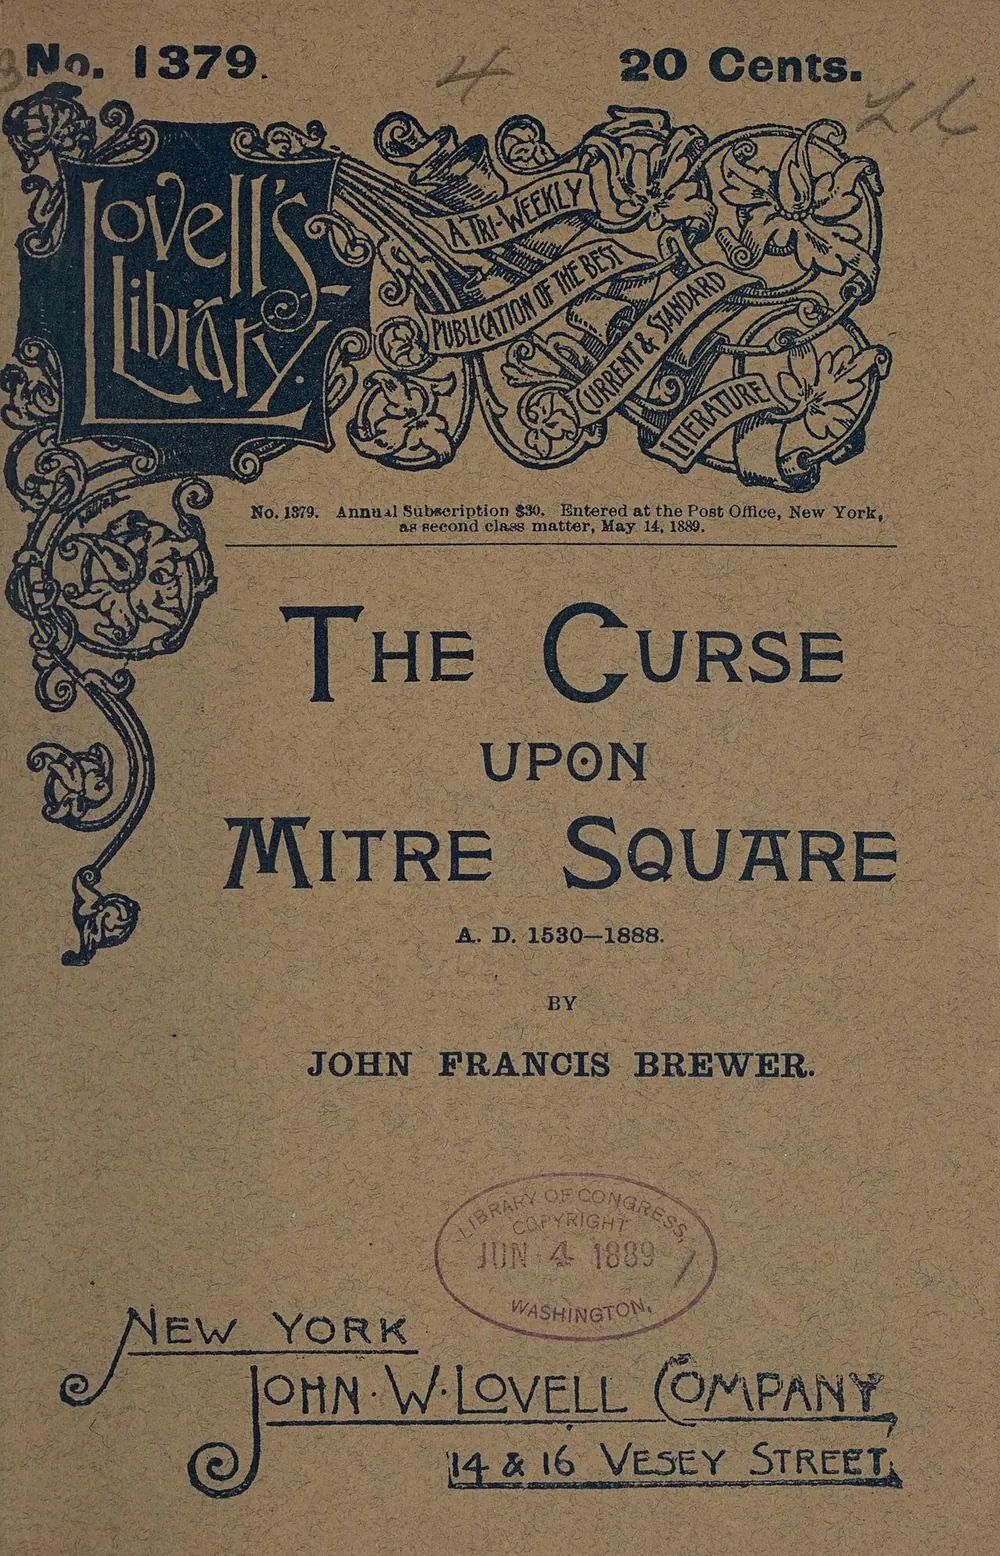 No. 1379.
20 Cents.
4
Lovell's
Library.
A TRI-WEEKLY
PUBLICATION OF THE BEST
CURRENT & STANDARD
LITERATURE
No. 1379. Annual Subscription $30. Entered at the Post Office, New York,
as second class matter, May 14, 1889.
THE CURSE
UPON
MITRE SQUARE
A. D. 1530—1888.
BY
JOHN FRANCIS BREWER.
LIBRARY OF CONGRESS,
COPYRIGHT
JUN 4 1889
WASHINGTON.
NEW YORK
JOHN · W · LOVELL COMPANY
14 & 16 VESEY STREET.